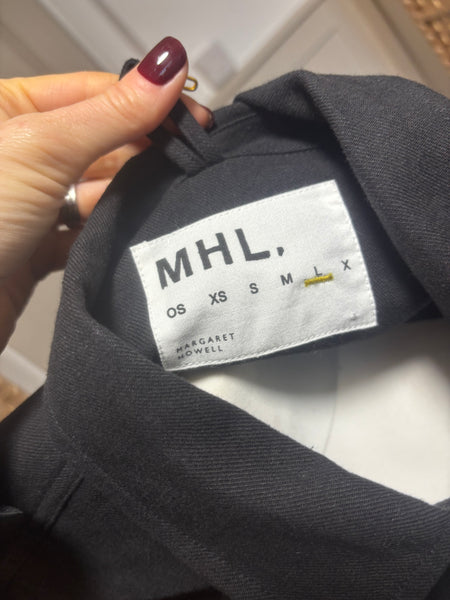 MHL.
OS XS S M L X
MARGARET
HOWELL